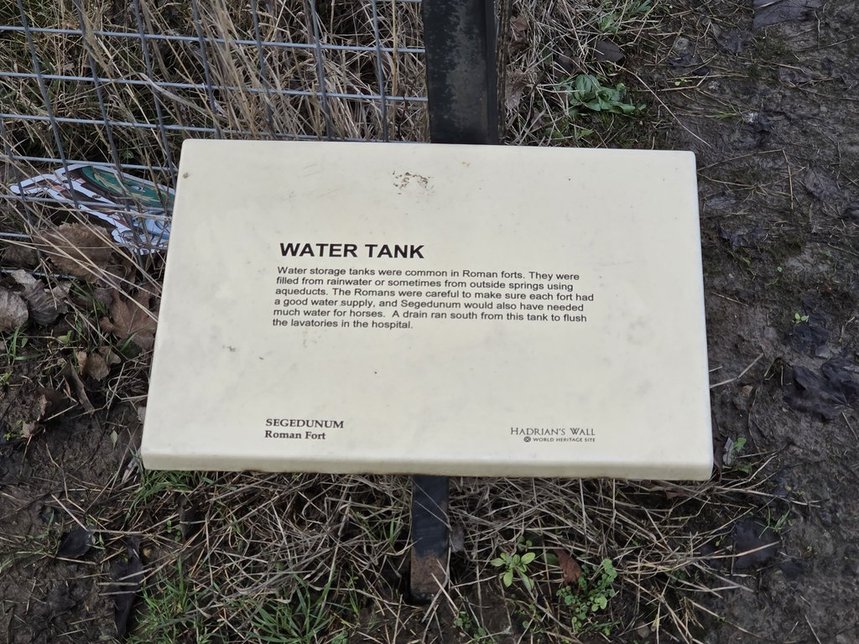 WATER TANK
Water storage tanks were common in Roman forts. They were
filled from rainwater or sometimes from outside springs using
aqueducts. The Romans were careful to make sure each fort had
a good water supply, and Segedunum would also have needed
much water for horses. A drain ran south from this tank to flush
the lavatories in the hospital.
SEGEDUNUM
Roman Fort
HADRIAN'S WALL
WORLD HERITAGE SITE